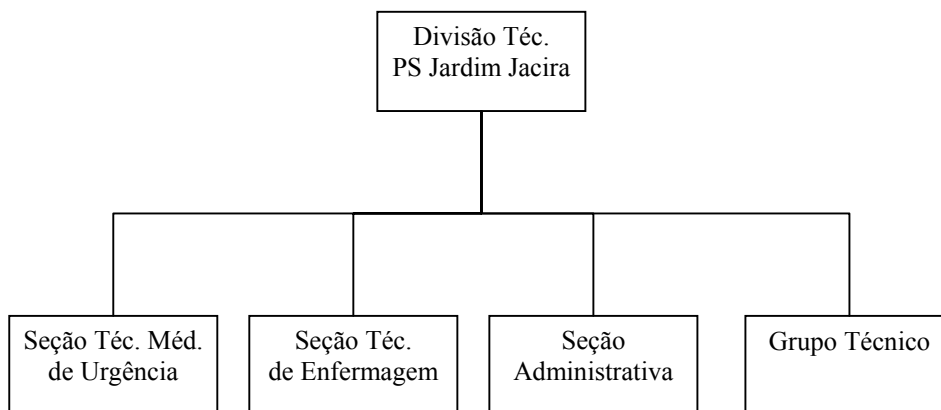 Divisão Téc.
PS Jardim Jacira
Seção Téc. Méd.
de Urgência
Seção Téc.
de Enfermagem
Seção
Administrativa
Grupo Técnico